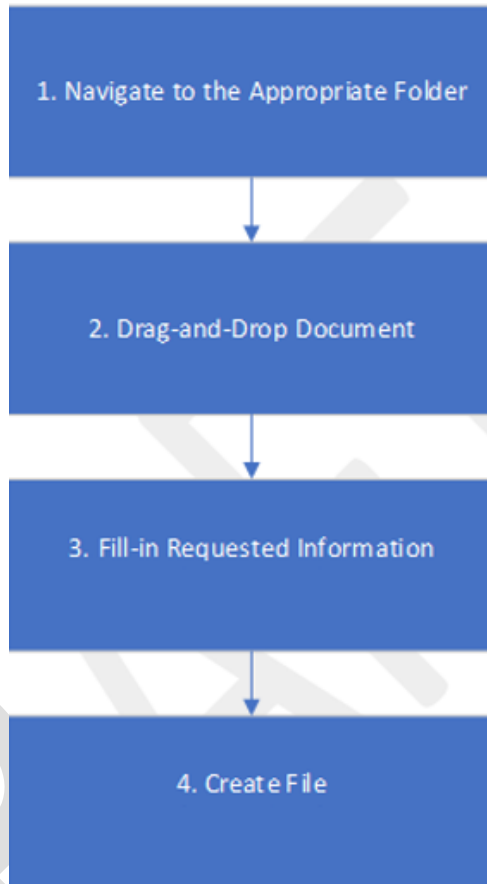 1. Navigate to the Appropriate Folder
2. Drag-and-Drop Document
3. Fill-in Requested Information
4. Create File